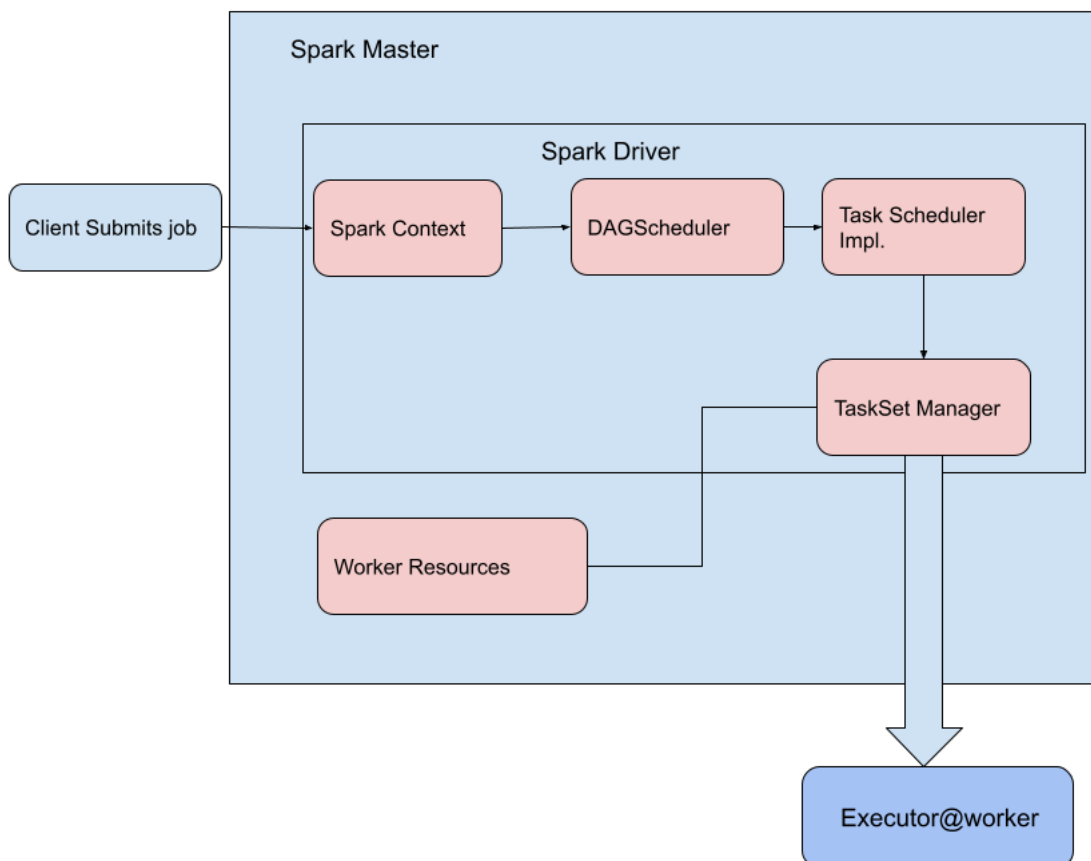 Spark Master
Spark Driver
Client Submits job
Spark Context
DAGScheduler
Task Scheduler
Impl.
TaskSet Manager
Worker Resources
Executor@worker